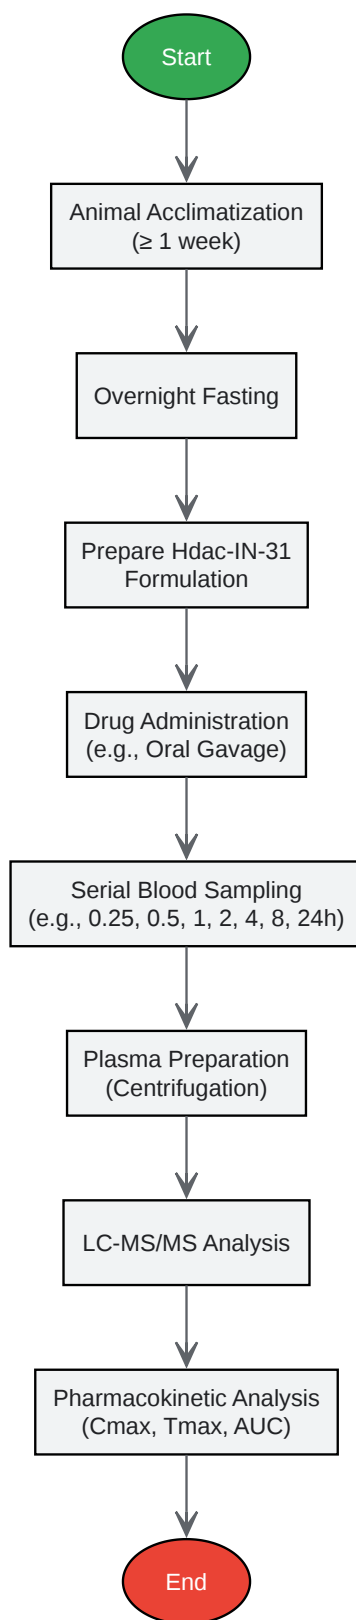 Start
Animal Acclimatization
(≥ 1 week)
Overnight Fasting
Prepare Hdac-IN-31
Formulation
Drug Administration
(e.g., Oral Gavage)
Serial Blood Sampling
(e.g., 0.25, 0.5, 1, 2, 4, 8, 24h)
Plasma Preparation
(Centrifugation)
LC-MS/MS Analysis
Pharmacokinetic Analysis
(Cmax, Tmax, AUC)
End